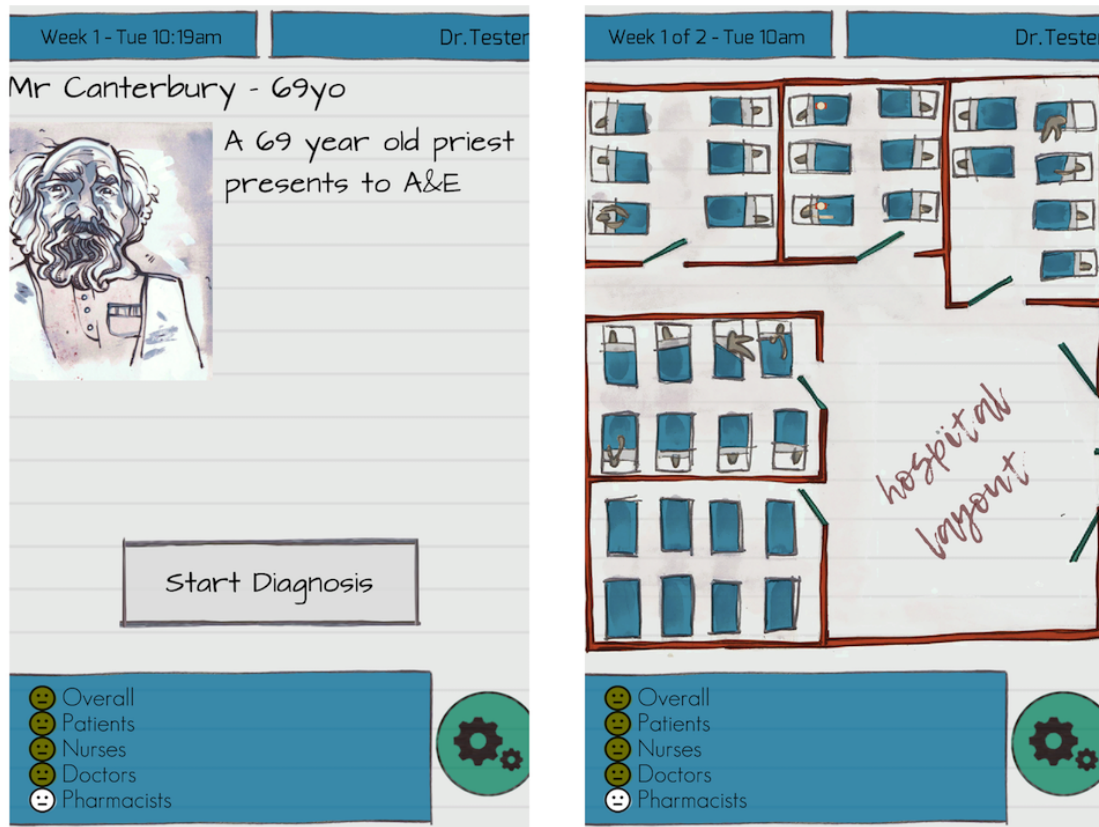 Week 1 - Tue 10:19am
Dr.Tester
Mr Canterbury - 69yo
A 69 year old priest
presents to A&E
Start Diagnosis
Overall
Patients
Nurses
Doctors
Pharmacists
Week 1 of 2 - Tue 10am
Dr.Teste
hospital
layout
Overall
Patients
Nurses
Doctors
Pharmacists